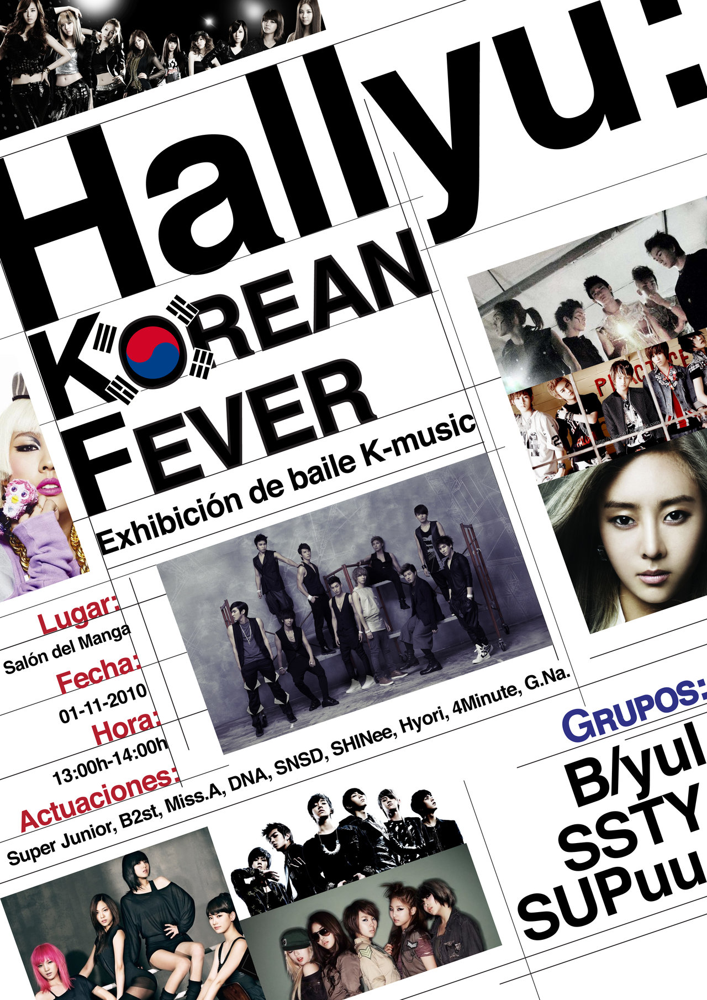 Hallyu:
KOREAN
FEVER
Exhibición de baile K-music
Lugar:
Salón del Manga
Fecha:
01-11-2010
Hora:
13:00h-14:00h
Actuaciones:
Super Junior, B2st, Miss.A, DNA, SNSD, SHINee, Hyori, 4Minute, G.Na.
GRUPOS:
B/yul
SSTY
SUPuu